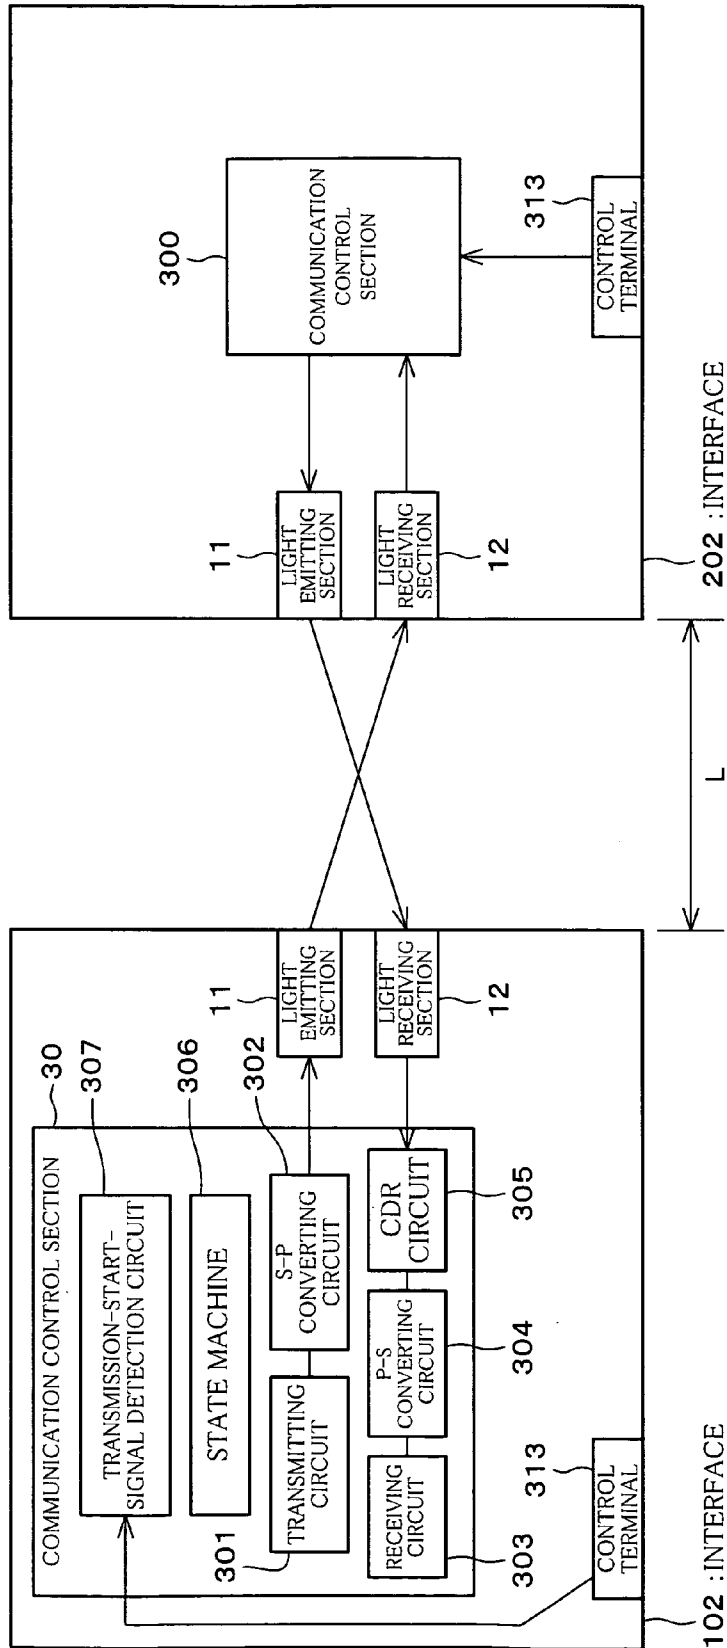 30
COMMUNICATION CONTROL SECTION
307
TRANSMISSION-START-
SIGNAL DETECTION CIRCUIT
306
STATE MACHINE
302
301
TRANSMITTING
CIRCUIT
S-P
CONVERTING
CIRCUIT
11
LIGHT
EMITTING
SECTION
303
RECEIVING
CIRCUIT
304
P-S
CONVERTING
CIRCUIT
305
CDR
CIRCUIT
12
LIGHT
RECEIVING
SECTION
313
CONTROL
TERMINAL
102 :INTERFACE
L
11
LIGHT
EMITTING
SECTION
12
LIGHT
RECEIVING
SECTION
300
COMMUNICATION
CONTROL
SECTION
313
CONTROL
TERMINAL
202 :INTERFACE